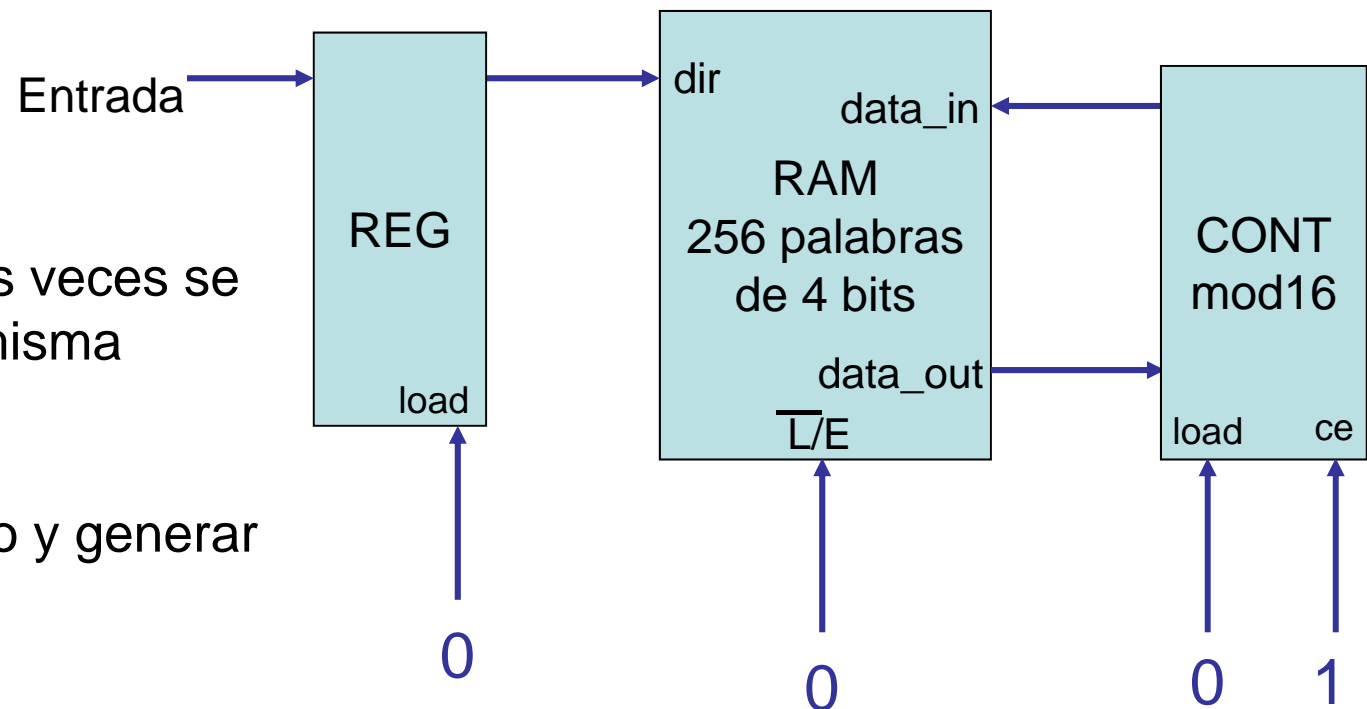 Entrada
s veces se
nisma
o y generar
REG
load
0
dir
data_in
RAM
256 palabras
de 4 bits
data_out
L/E
0
CONT
mod16
load ce
0 1